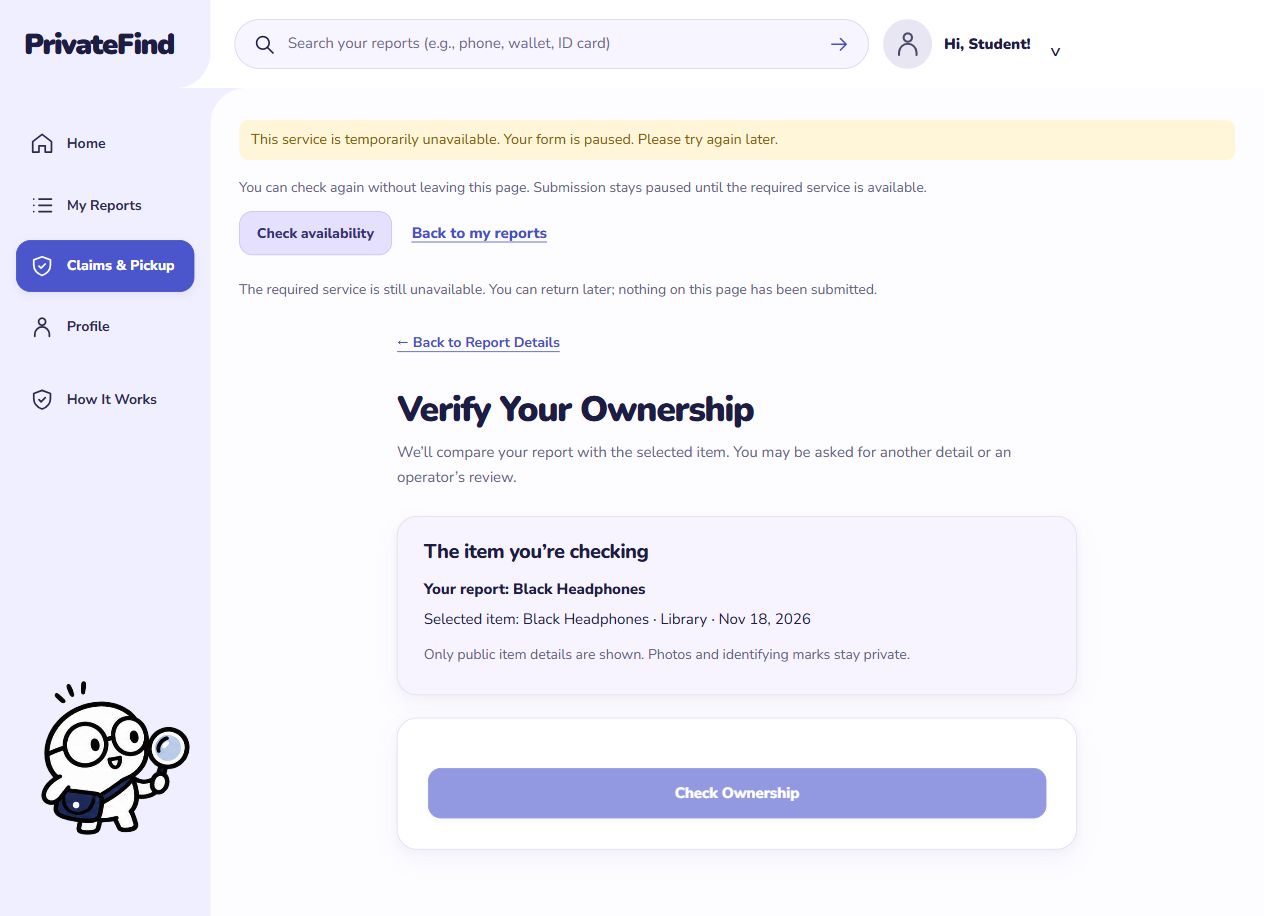 PrivateFind
Search your reports (e.g., phone, wallet, ID card)
Hi, Student!
Home
My Reports
Claims & Pickup
Profile
How It Works
This service is temporarily unavailable. Your form is paused. Please try again later.
You can check again without leaving this page. Submission stays paused until the required service is available.
Check availability
Back to my reports
The required service is still unavailable. You can return later; nothing on this page has been submitted.
← Back to Report Details
Verify Your Ownership
We’ll compare your report with the selected item. You may be asked for another detail or an
operator’s review.
The item you’re checking
Your report: Black Headphones
Selected item: Black Headphones · Library · Nov 18, 2026
Only public item details are shown. Photos and identifying marks stay private.
Check Ownership